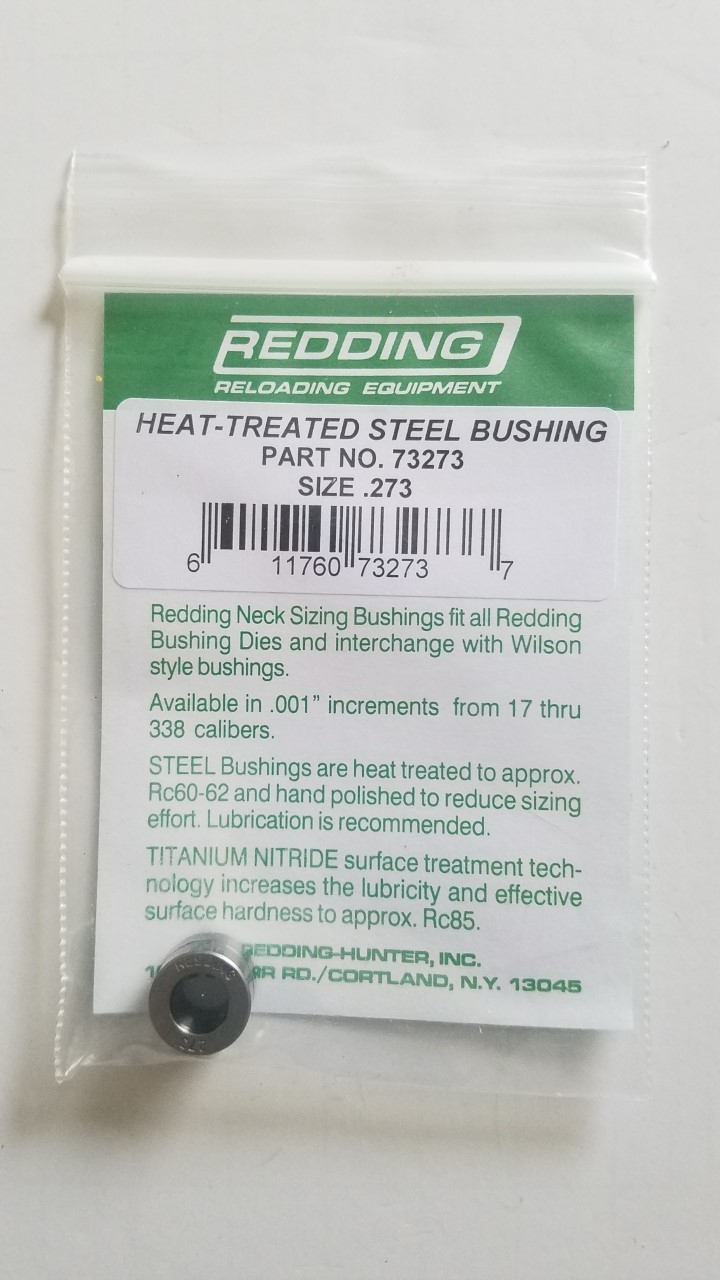 REDDING
RELOADING EQUIPMENT
HEAT-TREATED STEEL BUSHING
PART NO. 73273
SIZE .273
6 11760 73273 7
Redding Neck Sizing Bushings fit all Redding
Bushing Dies and interchange with Wilson
style bushings.
Available in .001” increments from 17 thru
338 calibers.
STEEL Bushings are heat treated to approx.
Rc60-62 and hand polished to reduce sizing
effort. Lubrication is recommended.
TITANIUM NITRIDE surface treatment tech-
nology increases the lubricity and effective
surface hardness to approx. Rc85.
REDDING-HUNTER, INC.
RD./CORTLAND, N.Y. 13045
REDDING
273